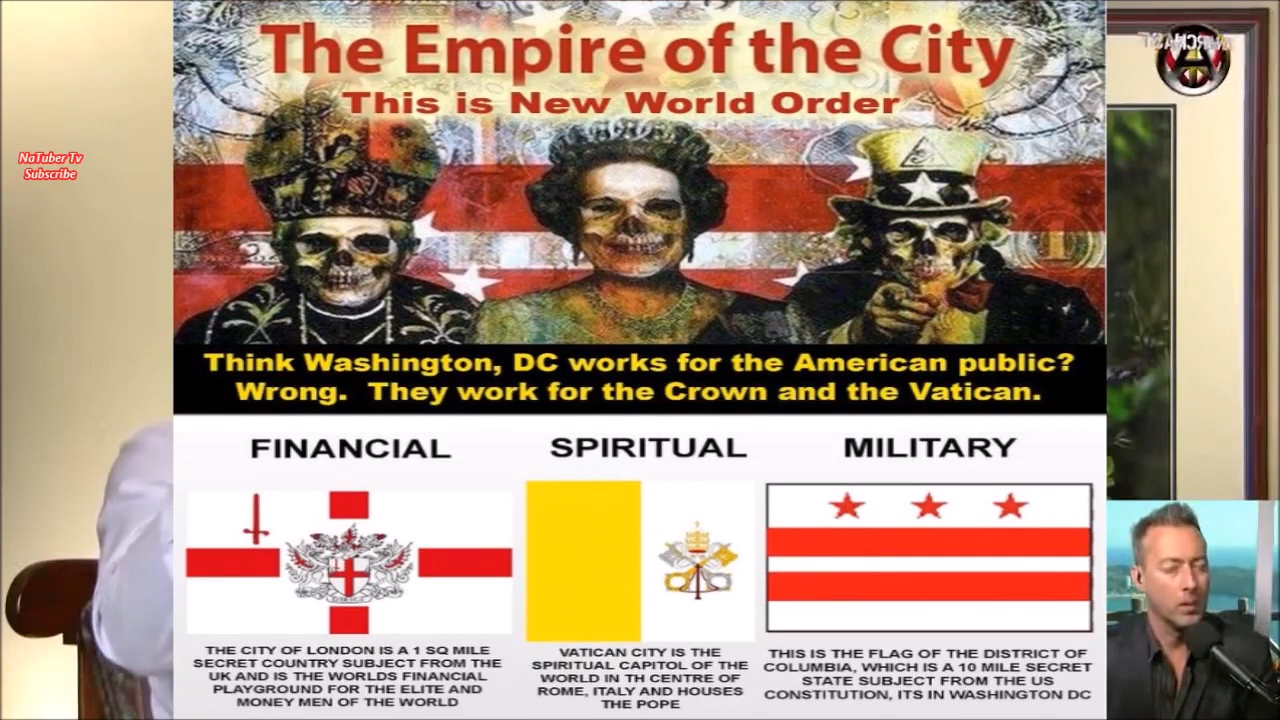 The Empire of the City
This is New World Order
NaTuber Tv
Subscribe
Think Washington, DC works for the American public?
Wrong. They work for the Crown and the Vatican.
FINANCIAL
SPIRITUAL
MILITARY
THE CITY OF LONDON IS A 1 SQ MILE
SECRET COUNTRY SUBJECT FROM THE
UK AND IS THE WORLDS FINANCIAL
PLAYGROUND FOR THE ELITE AND
MONEY MEN OF THE WORLD
VATICAN CITY IS THE
SPIRITUAL CAPITOL OF THE
WORLD IN TH CENTRE OF
ROME, ITALY AND HOUSES
THE POPE
THIS IS THE FLAG OF THE DISTRICT OF
COLUMBIA, WHICH IS A 10 MILE SECRET
STATE SUBJECT FROM THE US
CONSTITUTION, ITS IN WASHINGTON DC